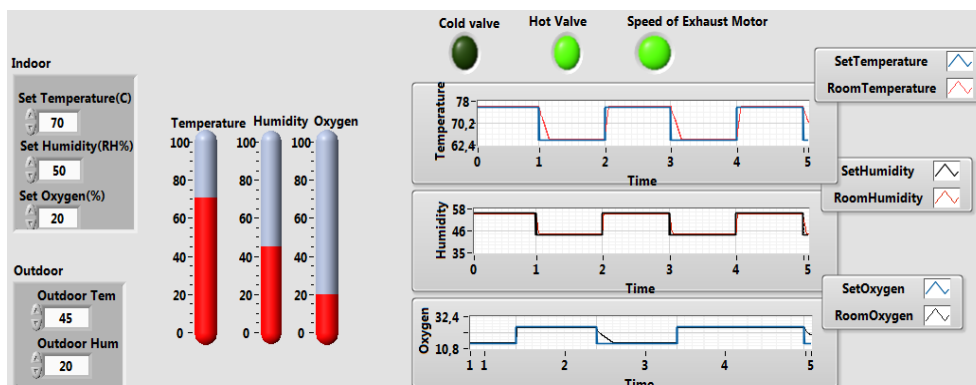 Cold valve
Hot Valve
Speed of Exhaust Motor
Indoor
Set Temperature(C)
70
Set Humidity(RH%)
50
Set Oxygen(%)
20
Outdoor
Outdoor Tem
45
Outdoor Hum
20
Temperature Humidity Oxygen
100 100 100
80 80 80
60 60 60
40 40 40
20 20 20
0 0 0
SetTemperature
RoomTemperature
Temperature
78
70,2
62,4
0 1 2 3 4 5
Time
SetHumidity
RoomHumidity
Humidity
58
46
35
0 1 2 3 4 5
Time
SetOxygen
RoomOxygen
Oxygen
32,4
10,8
1 1 2 3 4 5
Time